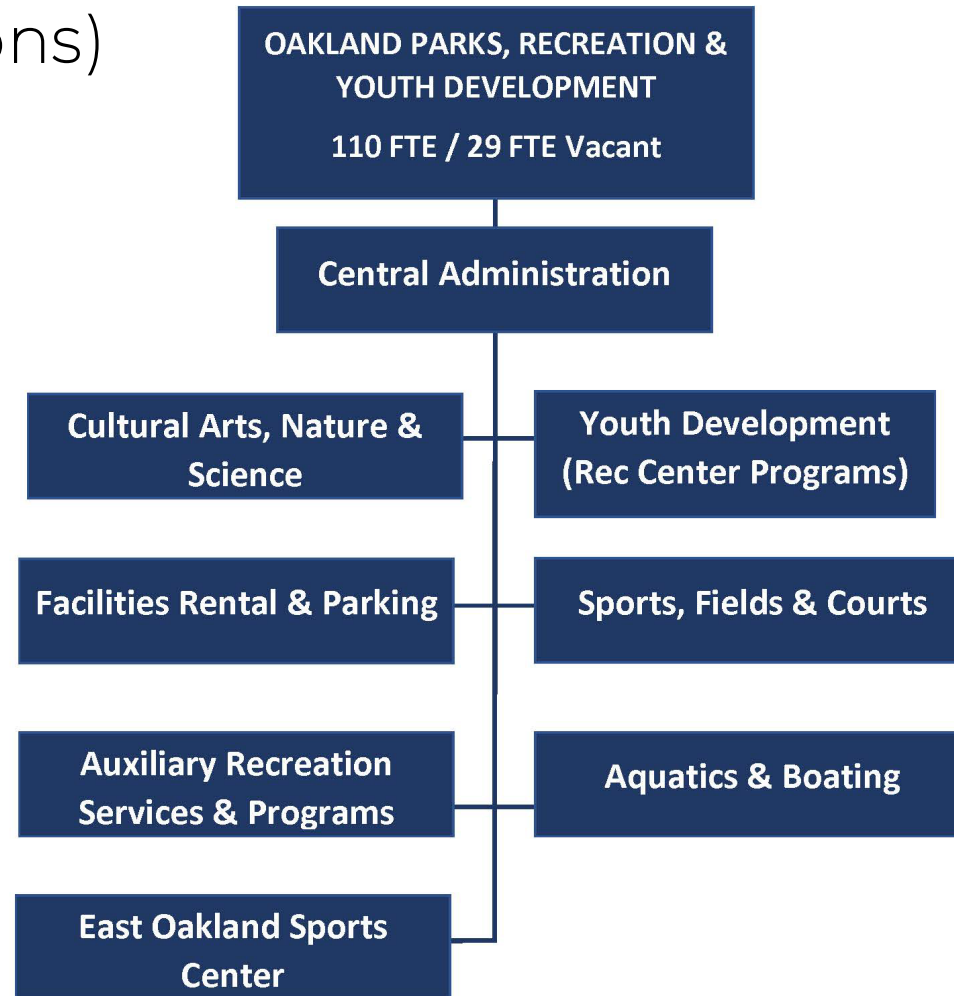 ons)
OAKLAND PARKS, RECREATION &
YOUTH DEVELOPMENT
110 FTE / 29 FTE Vacant
Central Administration
Cultural Arts, Nature &
Science
Youth Development
(Rec Center Programs)
Facilities Rental & Parking
Sports, Fields & Courts
Auxiliary Recreation
Services & Programs
Aquatics & Boating
East Oakland Sports
Center